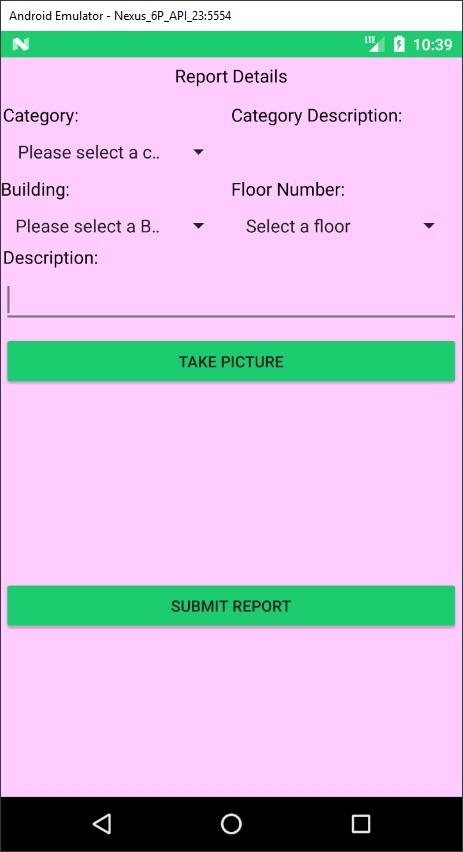 Android Emulator - Nexus_6P_API_23:5554
LTE 10:39
Report Details
Category: Category Description:
Please select a c..
Building: Floor Number:
Please select a B.. Select a floor
Description:
TAKE PICTURE
SUBMIT REPORT